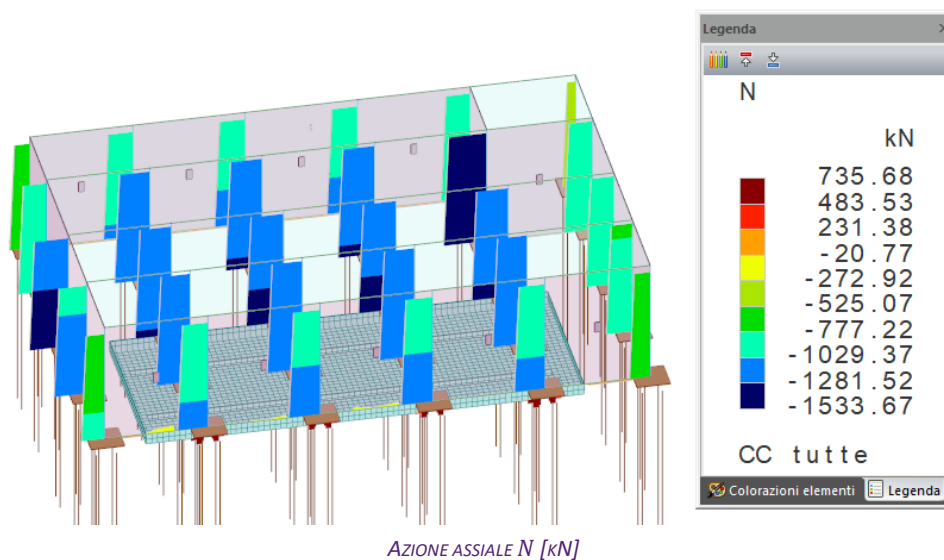 Legenda
N
kN
735.68
483.53
231.38
-20.77
-272.92
-525.07
-777.22
-1029.37
-1281.52
-1533.67
CC tutte
Colorazioni elementi Legenda
AZIONE ASSIALE N [KN]